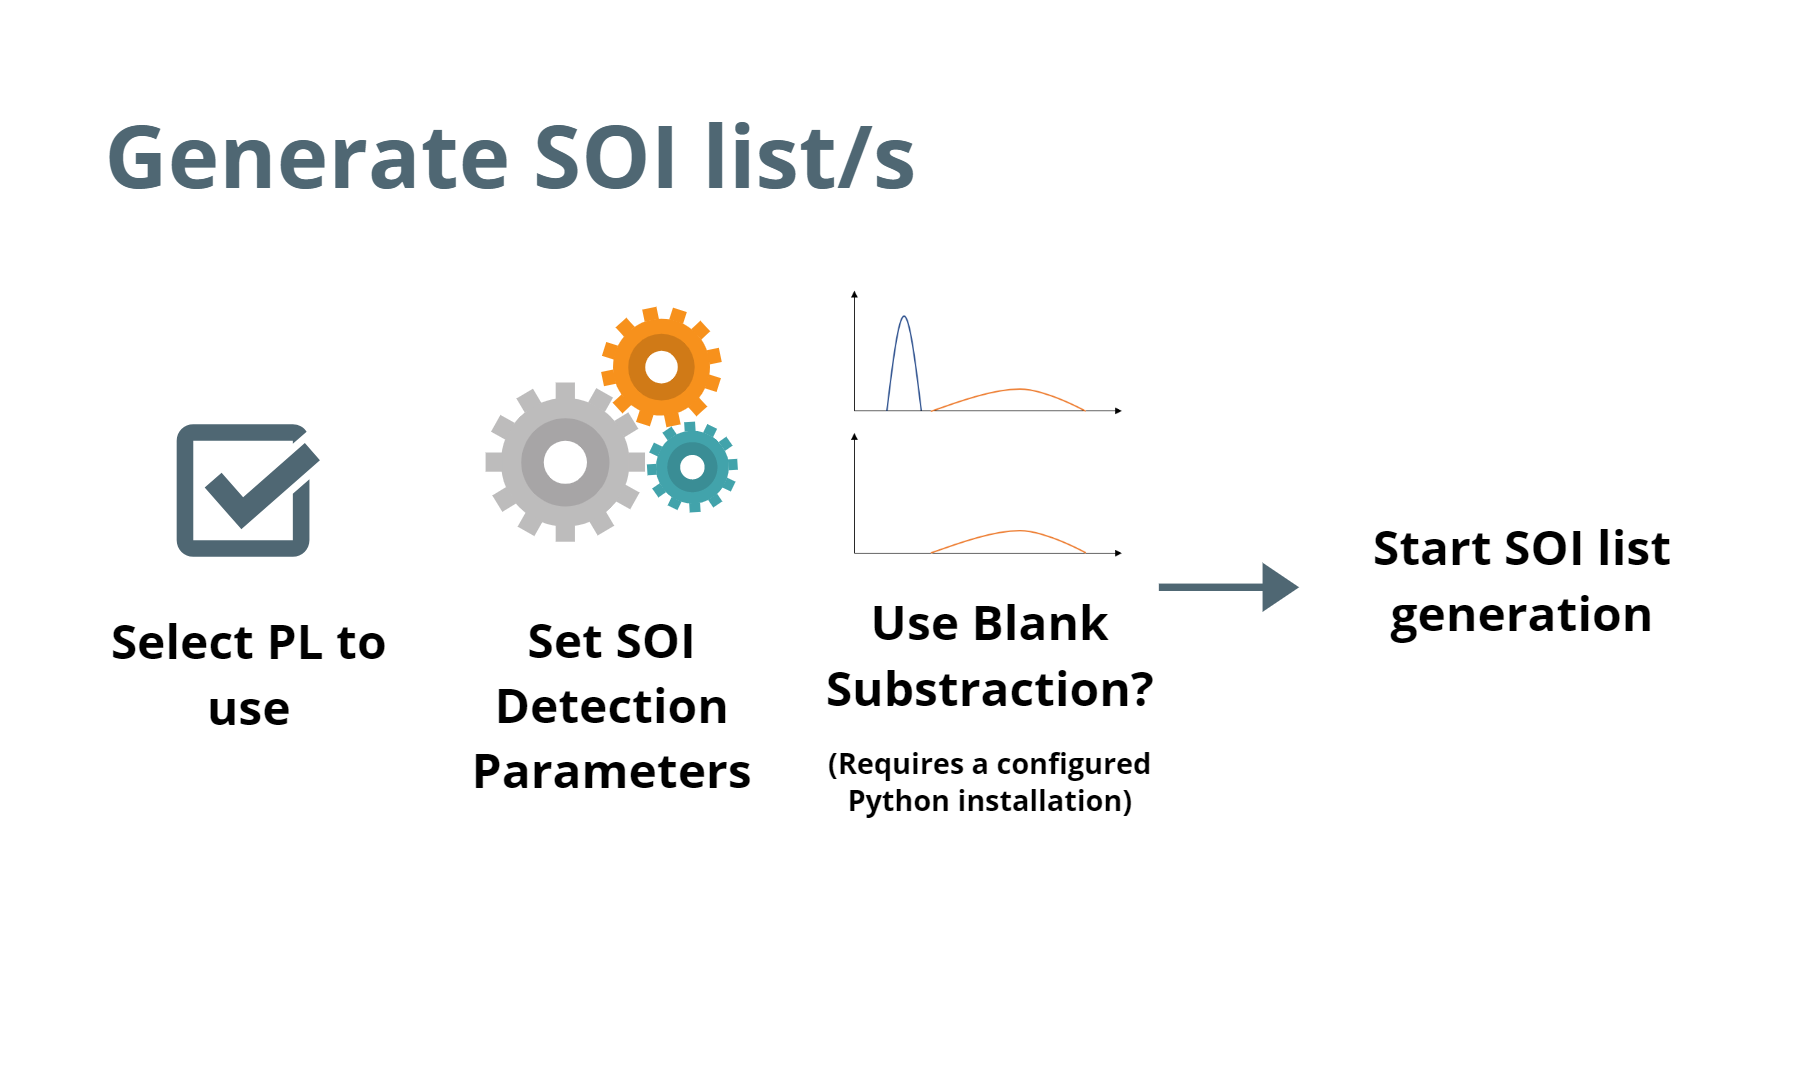 Generate SOI list/s
Select PL to
use
Set SOI
Detection
Parameters
Use Blank
Substraction?
(Requires a configured
Python installation)
Start SOI list
generation